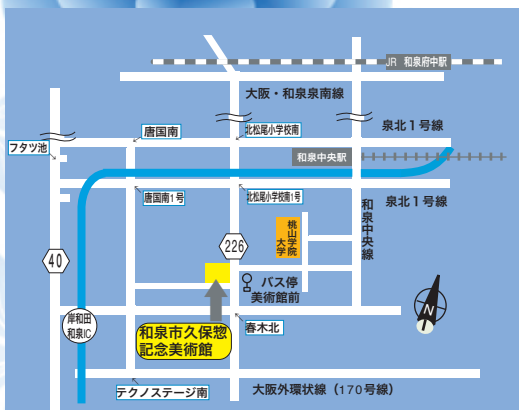 JR 和泉府中駅
大阪・和泉泉南線
唐国南
北松尾小学校南
泉北1号線
フタツ池
和泉中央駅
唐国南1号
北松尾小学校南1号
泉北1号線
桃山学院
大学
和泉中央線
226
40
バス停
美術館前
N
岸和田
和泉IC
和泉市久保惣
記念美術館
春木北
テクノステージ南
大阪外環状線（170号線）